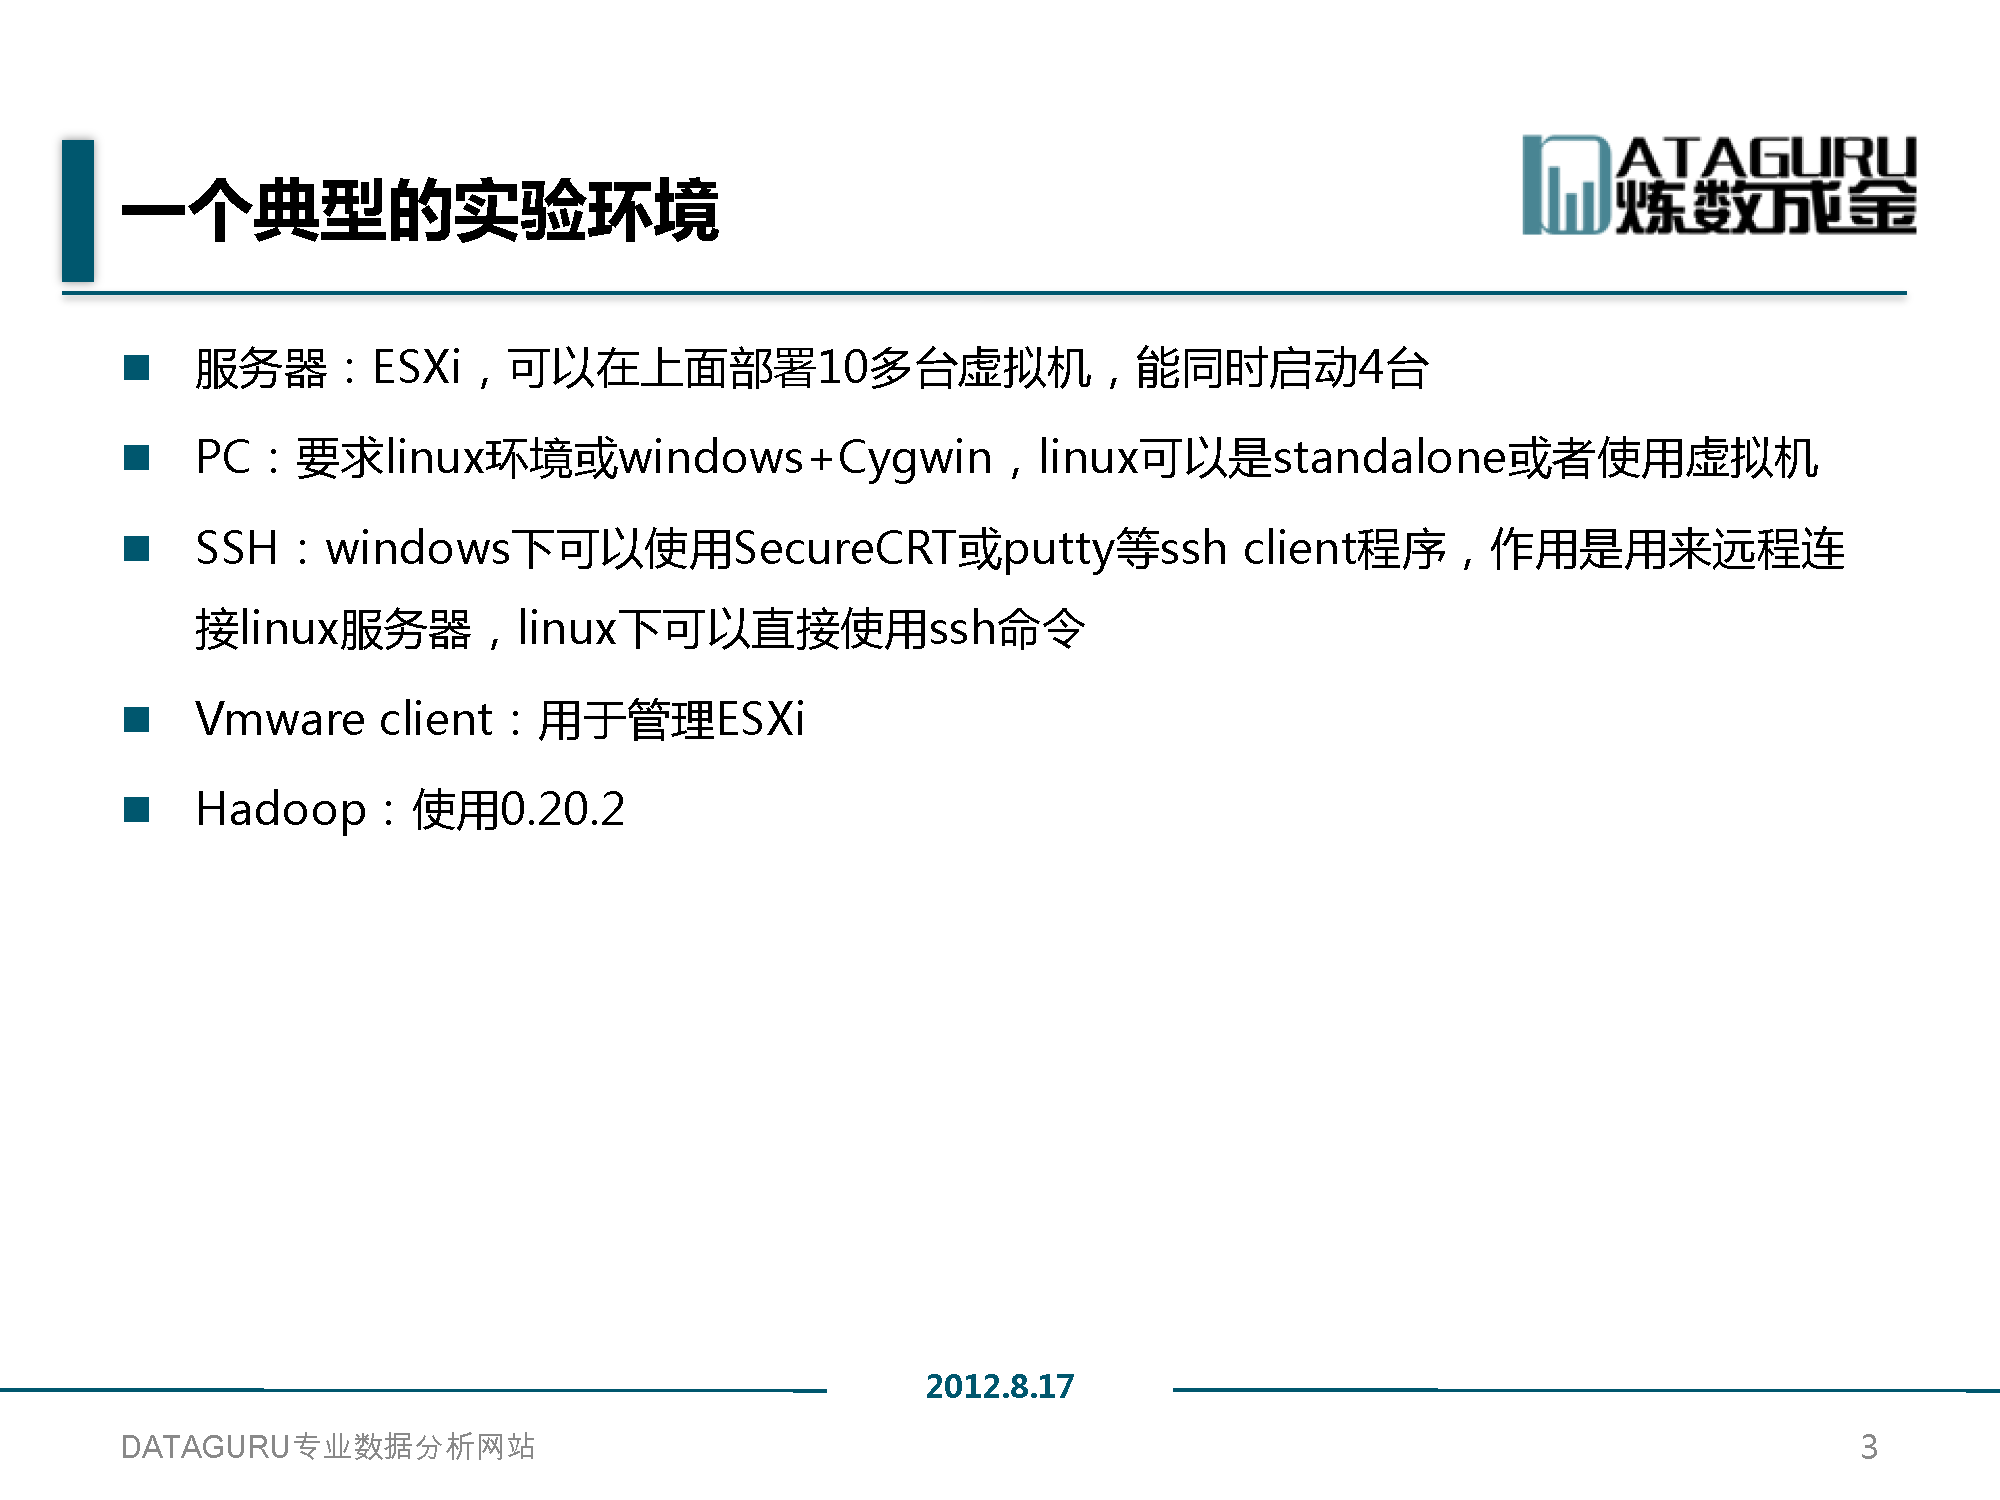 一个典型的实验环境
DATAGURU
炼数成金
服务器：ESXi，可以在上面部署10多台虚拟机，能同时启动4台
PC：要求linux环境或windows+Cygwin，linux可以是standalone或者使用虚拟机
SSH：windows下可以使用SecureCRT或putty等ssh client程序，作用是用来远程连
接linux服务器，linux下可以直接使用ssh命令
Vmware client：用于管理ESXi
Hadoop：使用0.20.2
2012.8.17
DATAGURU专业数据分析网站
3